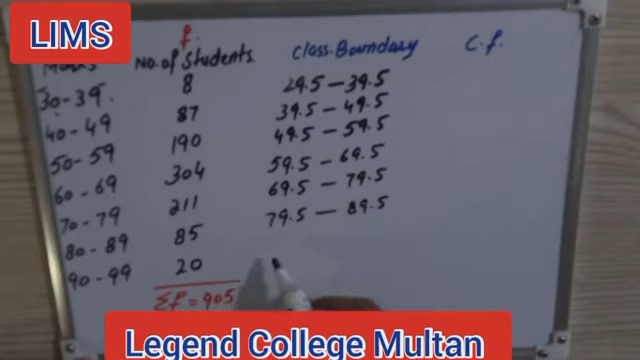 LIMS
f.
Marks No. of Students. Class-Boundary C.f.
30-39. 8 29.5 — 39.5
40-49 87 39.5 — 49.5
50-59 190 49.5 — 59.5
60-69 304 59.5 — 69.5
70-79 211 69.5 — 79.5
80-89 85 79.5 — 89.5
90-99 20
Σf = 905
Legend College Multan